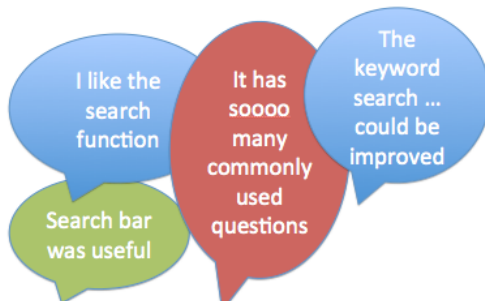 I like the
search
function
Search bar
was useful
It has
soooo
many
commonly
used
questions
The
keyword
search ...
could be
improved